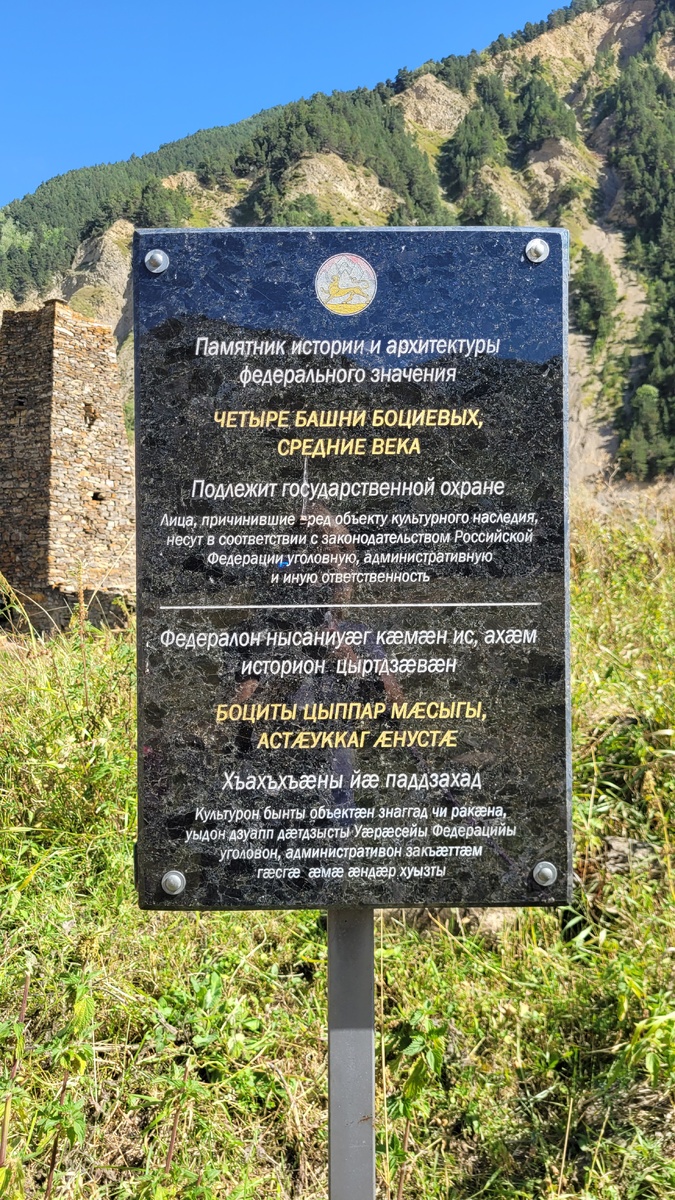 Памятник истории и архитектуры
федерального значения
ЧЕТЫРЕ БАШНИ БОЦИЕВЫХ,
СРЕДНИЕ ВЕКА
Подлежит государственной охране
Лица, причинившие вред объекту культурного наследия,
несут в соответствии с законодательством Российской
Федерации уголовную, административную
и иную ответственность
Федералон нысаниуæг кæмæн ис, ахæм
историон цыртдзæвæн
БОЦИТЫ ЦЫППАР МÆСЫГЫ,
АСТÆУККАГ ÆНУСТÆ
Хъахъхъæны йæ паддзахад
Культурон бынты объектæн знаггад чи ракæна,
уыдон дзуапп дæтдзысты Уæрæсейы Федерацийы
уголовон, административон закъæттæм
гæсгæ æмæ æндæр хуызты